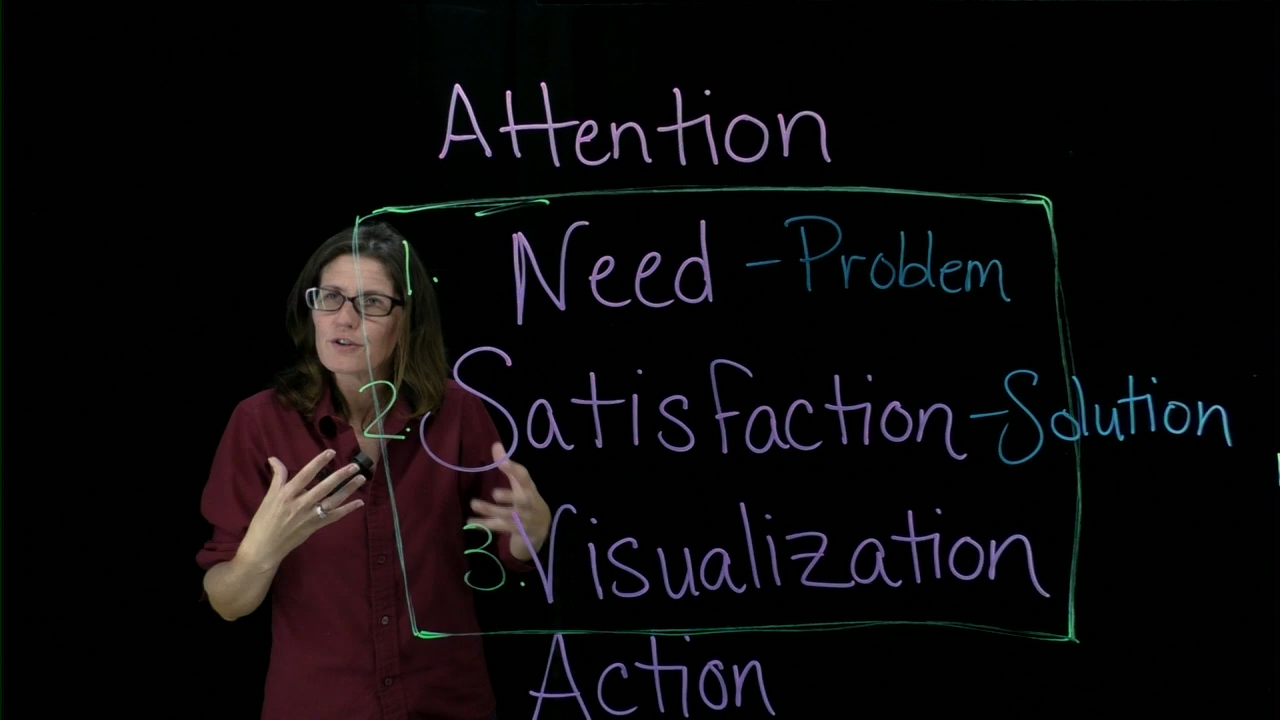 Attention
1. Need - Problem
2. Satisfaction - Solution
3. Visualization
Action